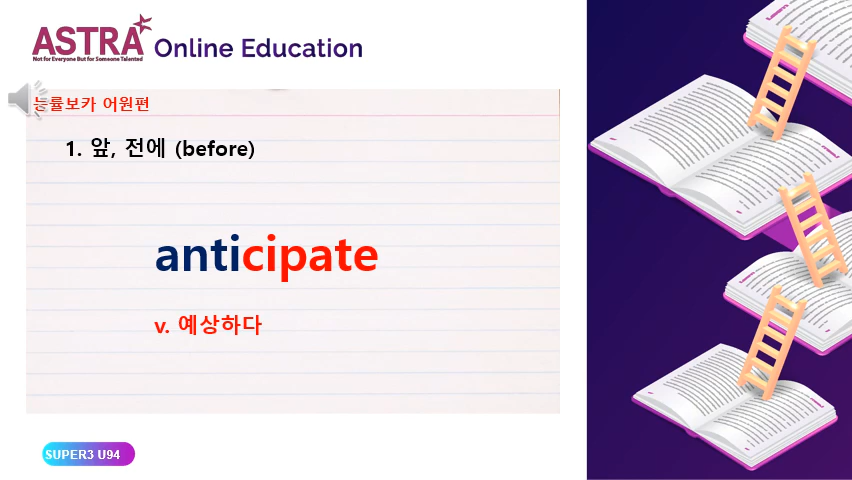 ASTRA Online Education
Not for Everyone But for Someone Talented
능률보카 어원편
1. 앞, 전에 (before)
anticipate
v. 예상하다
SUPER3 U94